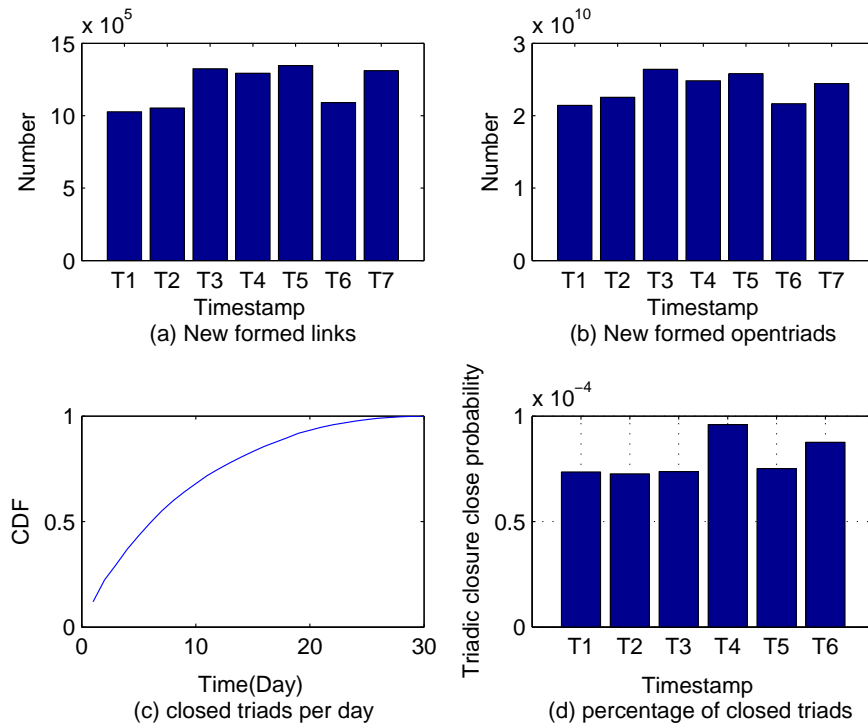 x 10^5
15
10
5
0
Number
T1 T2 T3 T4 T5 T6 T7
Timestamp
(a) New formed links
x 10^10
3
2
1
0
Number
T1 T2 T3 T4 T5 T6 T7
Timestamp
(b) New formed opentriads
1
0.5
0
CDF
0 10 20 30
Time(Day)
(c) closed triads per day
x 10^−4
1
0.5
0
Triadic closure close probability
T1 T2 T3 T4 T5 T6
Timestamp
(d) percentage of closed triads